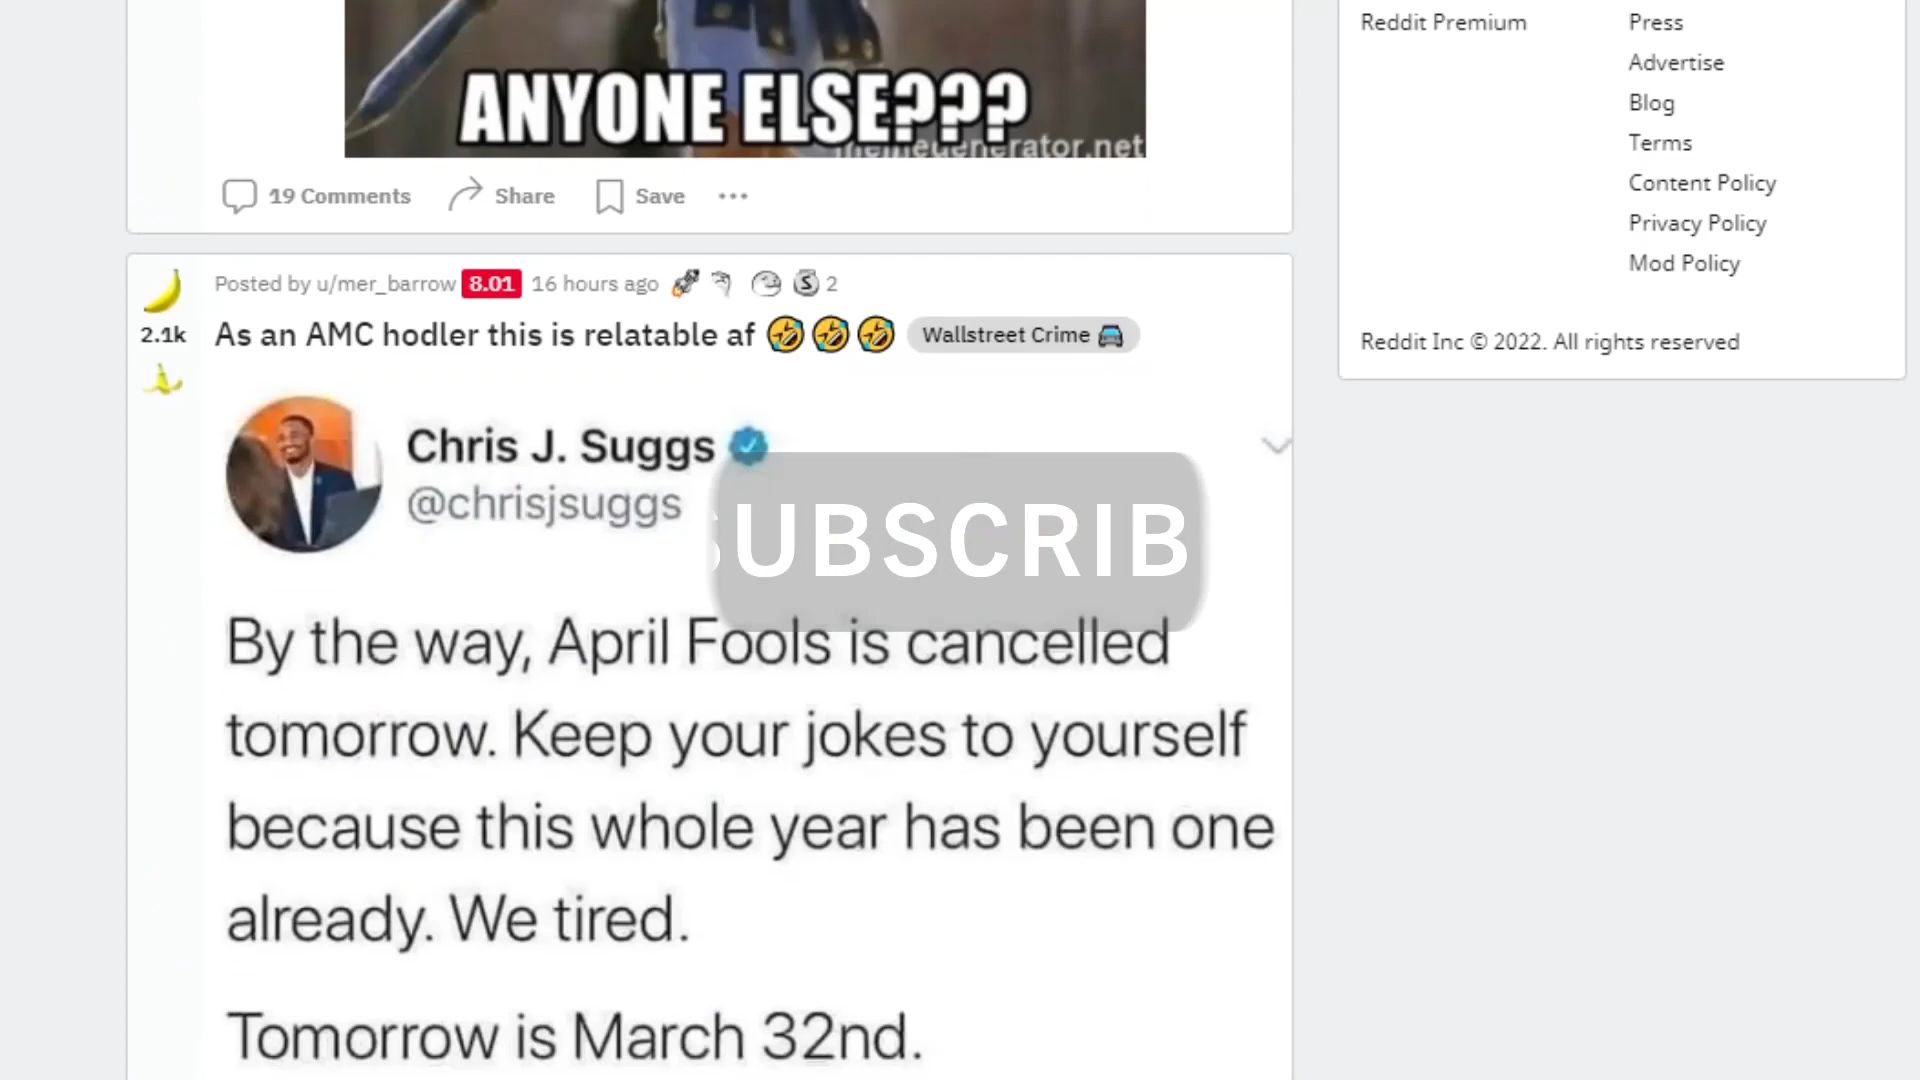 ANYONE ELSE???
memegenerator.net
19 Comments Share Save
Posted by u/mer_barrow 8.01 16 hours ago 2
2.1k
As an AMC hodler this is relatable af 🤣🤣🤣 Wallstreet Crime 🚘
Chris J. Suggs
@chrisjsuggs
SUBSCRIB
By the way, April Fools is cancelled
tomorrow. Keep your jokes to yourself
because this whole year has been one
already. We tired.
Tomorrow is March 32nd.
Reddit Premium
Press
Advertise
Blog
Terms
Content Policy
Privacy Policy
Mod Policy
Reddit Inc © 2022. All rights reserved